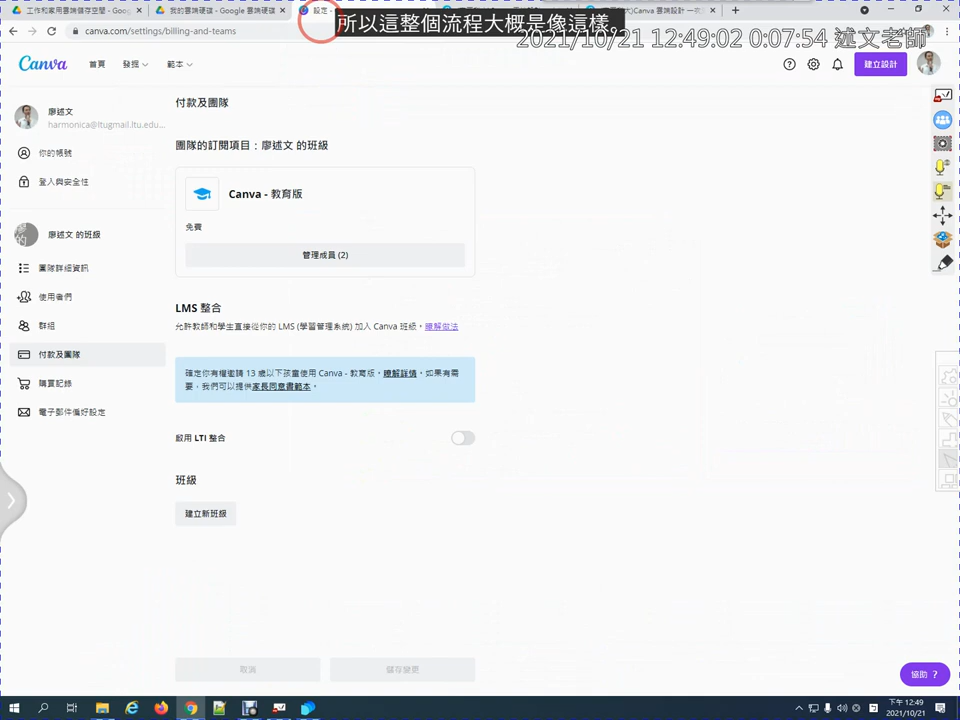 工作和家用雲端儲存空間 - Goog
我的雲端硬碟 - Google 雲端硬碟
設定 -
大)Canva 雲端設計 一次
所以這整個流程大概是像這樣。
2021/10/21 12:49:02 0:07:54 述文老師
canva.com/settings/billing-and-teams
Canva
首頁
發掘
範本
建立設計
廖述文
harmonica@ltugmail.ltu.edu...
你的帳號
登入與安全性
廖述文 的班級
團隊詳細資訊
使用者們
群組
付款及團隊
購買記錄
電子郵件偏好設定
付款及團隊
團隊的訂閱項目：廖述文 的班級
Canva - 教育版
免費
管理成員 (2)
LMS 整合
允許教師和學生直接從你的 LMS (學習管理系統) 加入 Canva 班級。瞭解做法
確定你有權邀請 13 歲以下孩童使用 Canva - 教育版。瞭解詳情。如果有需
要，我們可以提供家長同意書範本。
啟用 LTI 整合
班級
建立新班級
取消
儲存變更
協助 ?
下午 12:49
2021/10/21